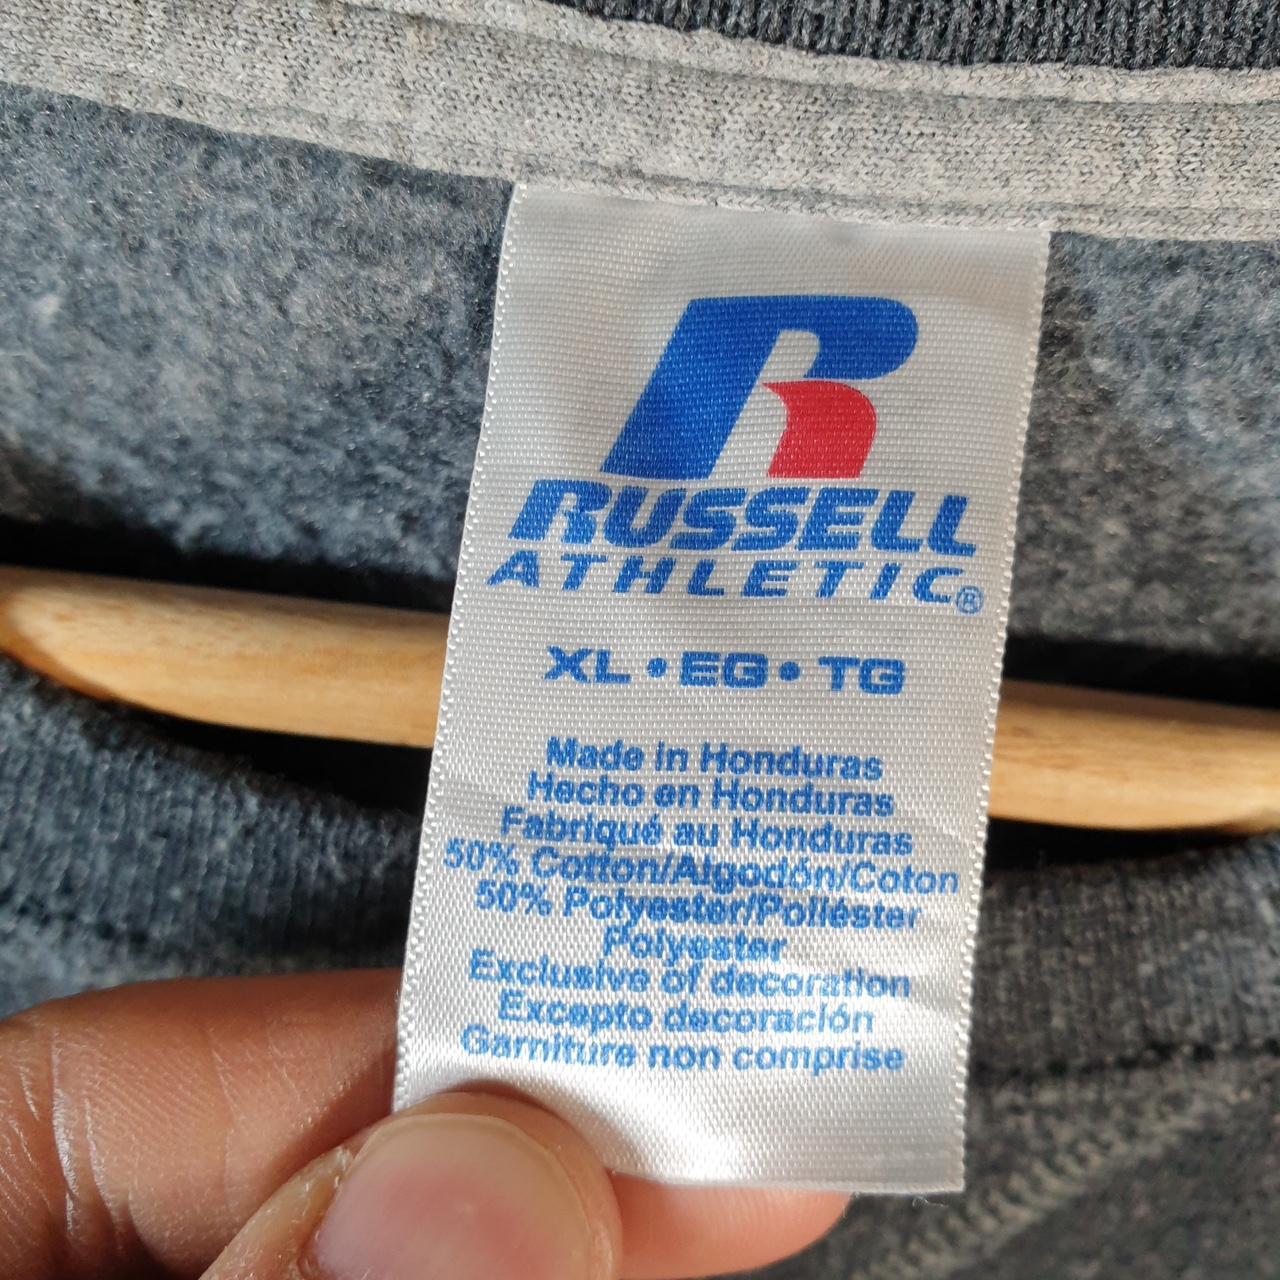 R
RUSSELL
ATHLETIC®
XL • EG • TG
Made in Honduras
Hecho en Honduras
Fabriqué au Honduras
50% Cotton/Algodón/Coton
50% Polyester/Poliéster
Polyester
Exclusive of decoration
Excepto decoración
Garniture non comprise